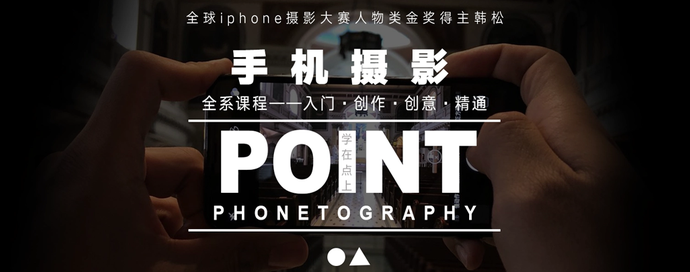 全球iphone摄影大赛人物类金奖得主韩松
手机摄影
全系课程——入门·创作·创意·精通
POINT
学在点上
PHONETOGRAPHY